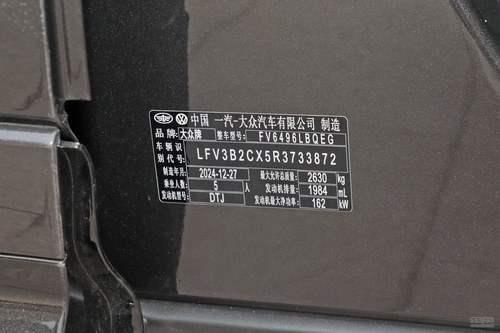 中国 一汽-大众汽车有限公司 制造
品牌: 大众牌 整车型号: FV6496LBQEG
车辆识别代号: LFV3B2CX5R3733872
制造年月: 2024-12-27 最大允许总质量: 2630 kg
乘坐人数: 5 人 发动机排量: 1984 mL
发动机型号: DTJ 发动机最大净功率: 162 kW